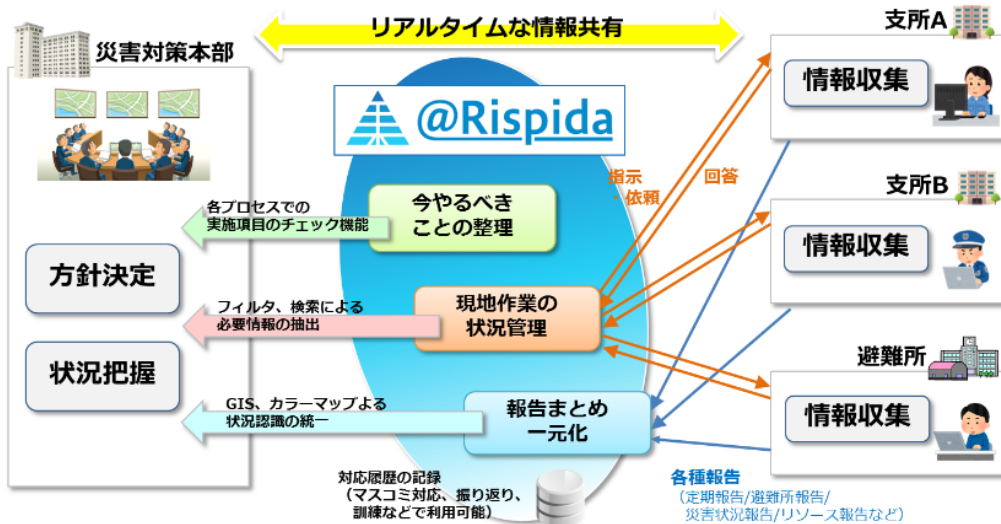 リアルタイムな情報共有
災害対策本部
@Rispida
支所A
情報収集
指示
・依頼
回答
今やるべき
ことの整理
各プロセスでの
実施項目のチェック機能
支所B
情報収集
方針決定
現地作業の
状況管理
フィルタ、検索による
必要情報の抽出
状況把握
避難所
情報収集
報告まとめ
一元化
GIS、カラーマップよる
状況認識の統一
対応履歴の記録
(マスコミ対応、振り返り、
訓練などで利用可能)
各種報告
(定期報告/避難所報告/
災害状況報告/リソース報告など)